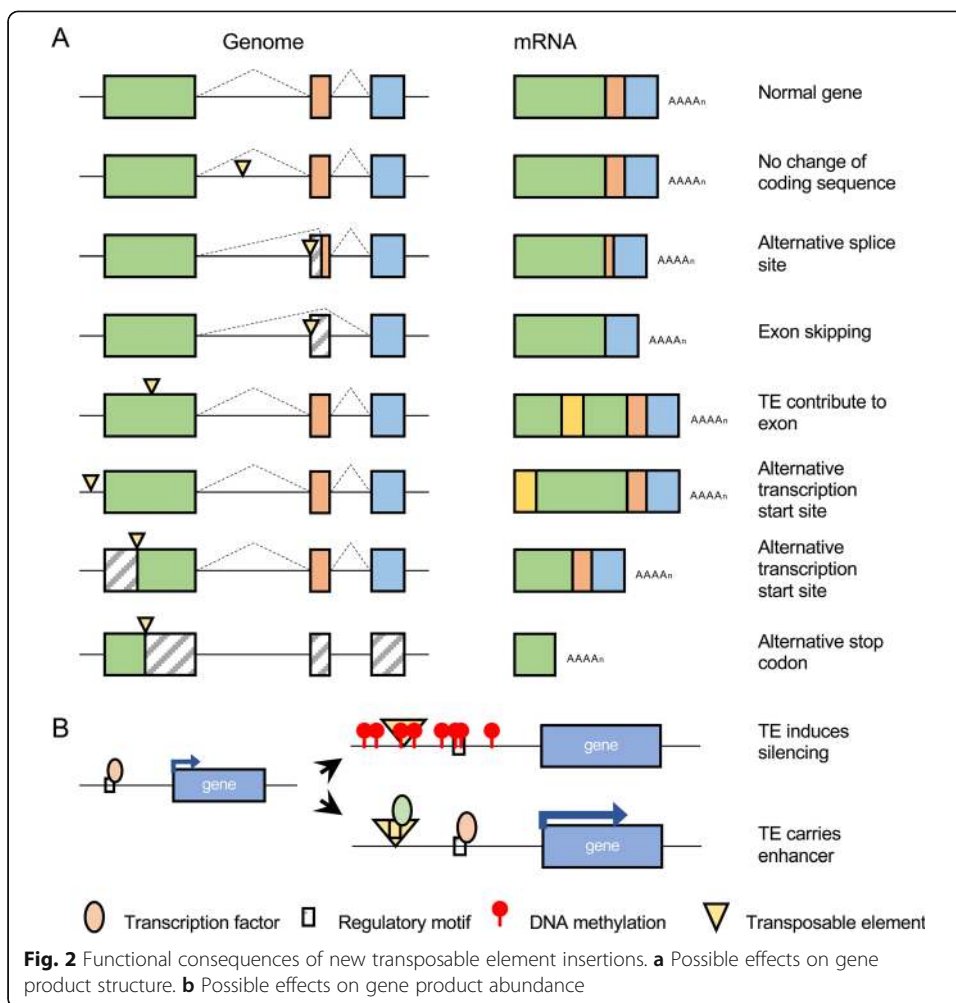 A
Genome
mRNA
AAAAn
Normal gene
AAAAn
No change of
coding sequence
AAAAn
Alternative splice
site
AAAAn
Exon skipping
AAAAn
TE contribute to
exon
AAAAn
Alternative
transcription
start site
AAAAn
Alternative
transcription
start site
AAAAn
Alternative stop
codon
B
gene
gene
TE induces
silencing
gene
TE carries
enhancer
Transcription factor
Regulatory motif
DNA methylation
Transposable element
Fig. 2 Functional consequences of new transposable element insertions. a Possible effects on gene
product structure. b Possible effects on gene product abundance